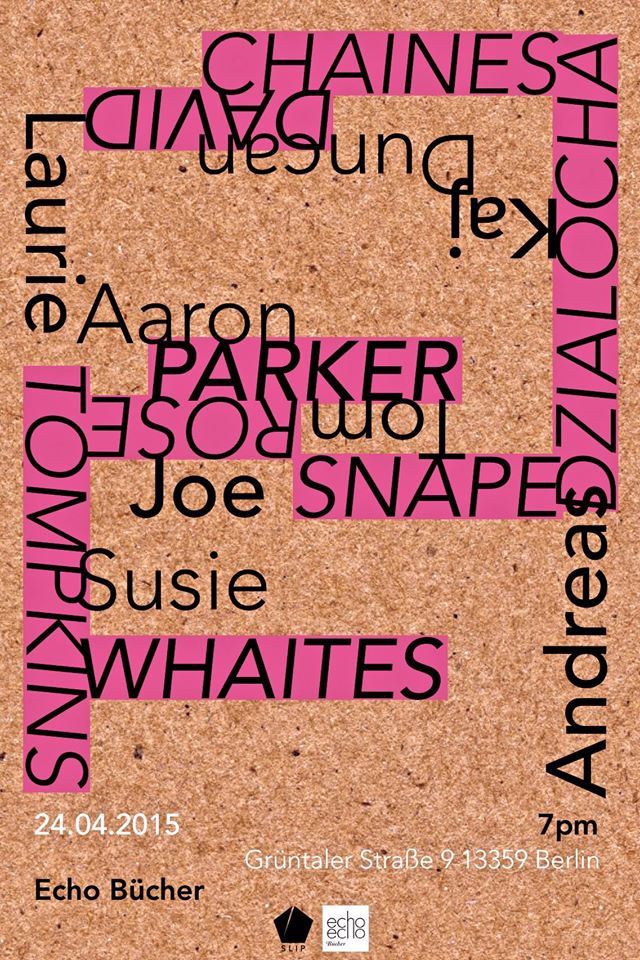 CHAINES
DAVID
Duncan
Kaj
Laurie
TOMPKINS
Aaron
PARKER
Tom
ROSE
Joe SNAPE
Susie
WHAITES
Andreas
DZIALOCHA
24.04.2015
7pm
Grüntaler Straße 9 13359 Berlin
Echo Bücher
SLIP
echo
echo
Bücher